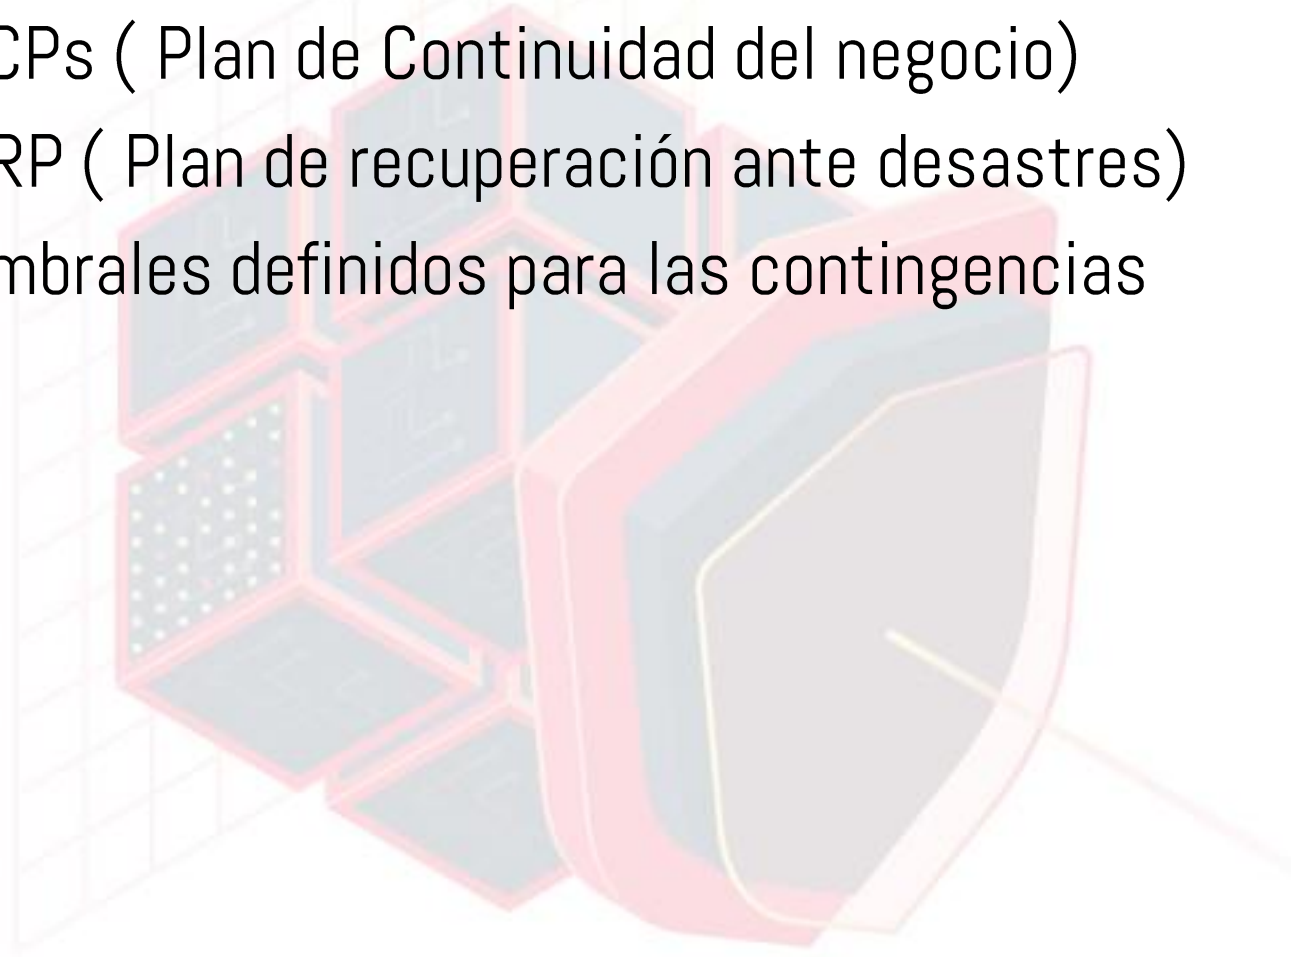 CPs ( Plan de Continuidad del negocio)
RP ( Plan de recuperación ante desastres)
mbrales definidos para las contingencias